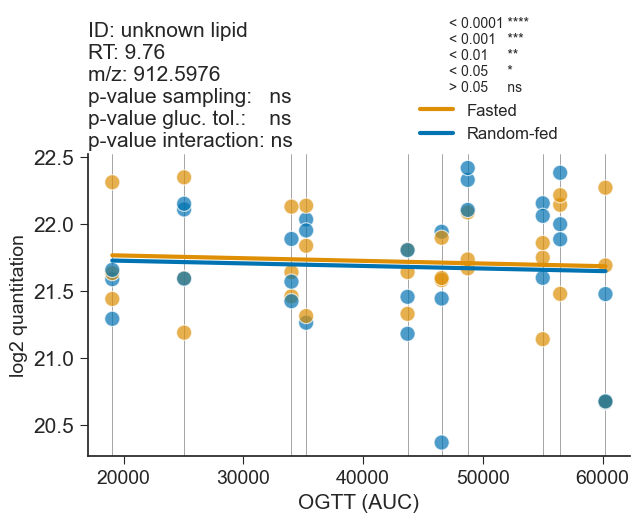 ID: unknown lipid
RT: 9.76
m/z: 912.5976
p-value sampling: ns
p-value gluc. tol.: ns
p-value interaction: ns
< 0.0001 ****
< 0.001 ***
< 0.01 **
< 0.05 *
> 0.05 ns
Fasted
Random-fed
22.5
22.0
21.5
21.0
20.5
log2 quantitation
20000 30000 40000 50000 60000
OGTT (AUC)